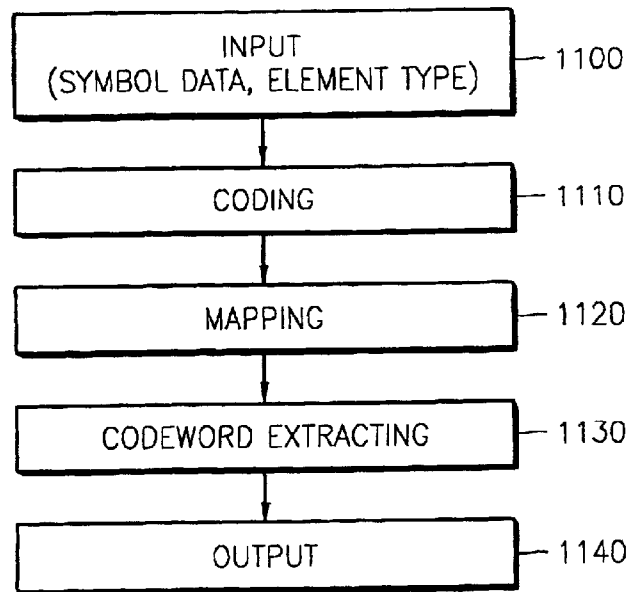 INPUT
(SYMBOL DATA, ELEMENT TYPE)
1100
CODING
1110
MAPPING
1120
CODEWORD EXTRACTING
1130
OUTPUT
1140